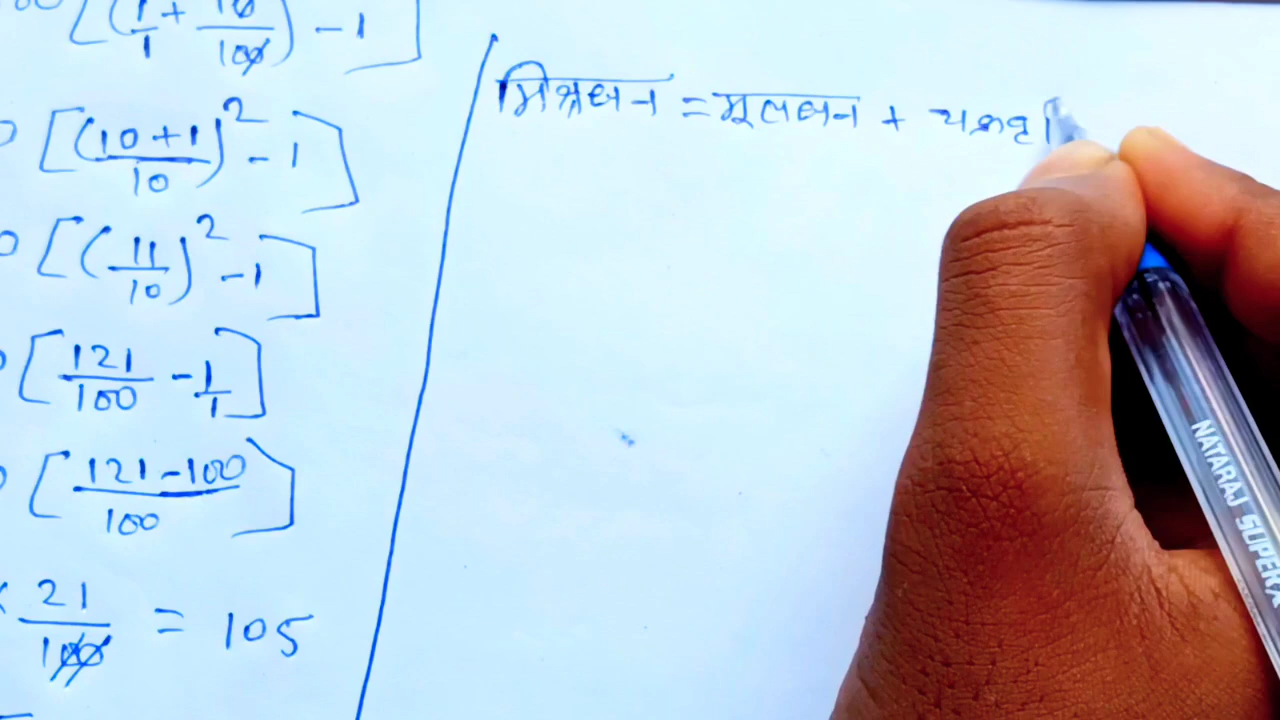 [(1/1 + 10/100) - 1]
[(10+1/10)² - 1]
[(11/10)² - 1]
[121/100 - 1/1]
[121-100/100]
21/100 = 105
मिश्रधन = मूलधन + चक्रवृ
NATARAJ SUPERX